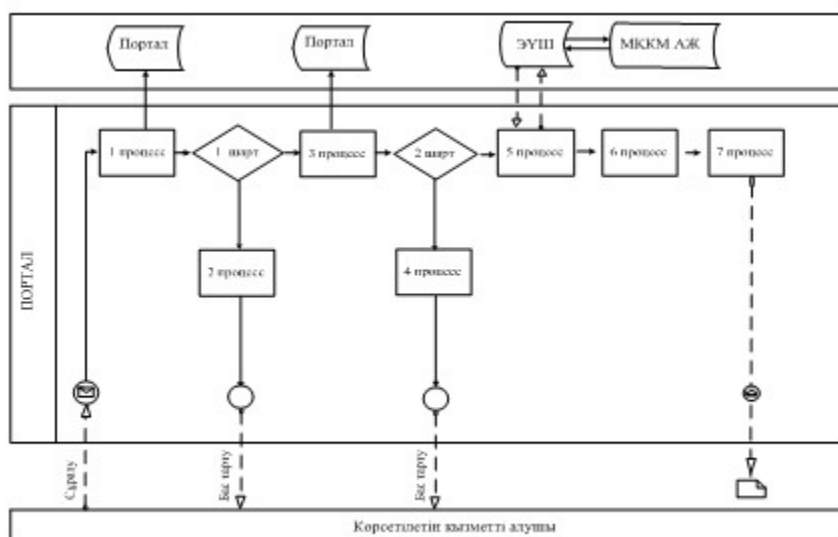 Портал
Портал
ЭҮШ
МККМ АЖ
1 процесс
1 шарт
3 процесс
2 шарт
5 процесс
6 процесс
7 процесс
2 процесс
4 процесс
ПОРТАЛ
Сұрату
Бас тарту
Бас тарту
Көрсетілетін қызметті алушы